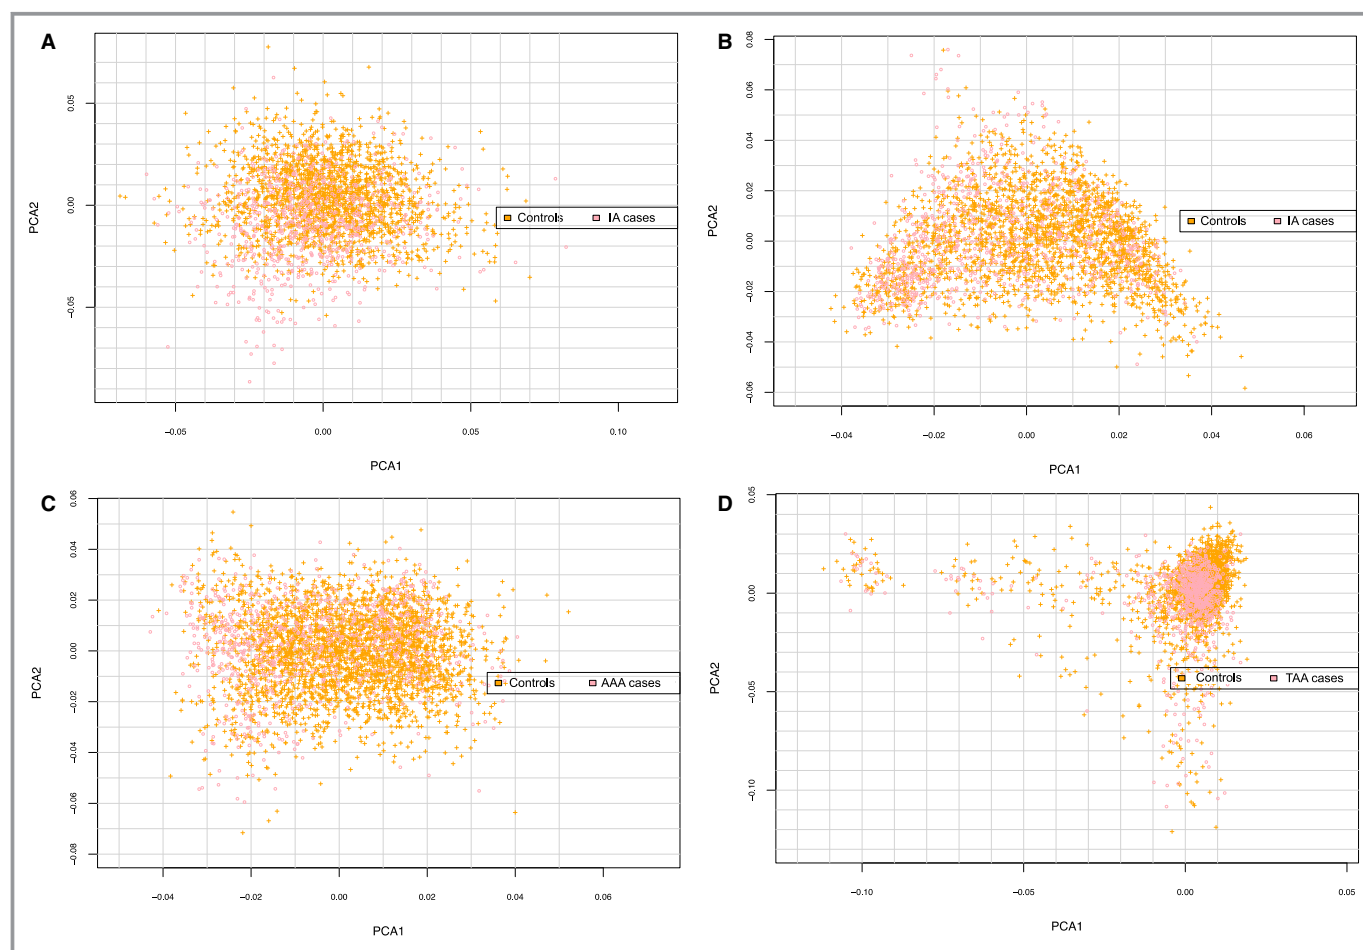 A
PCA2
0.05
0.00
−0.05
Controls IA cases
−0.05 0.00 0.05 0.10
PCA1
B
PCA2
0.08
0.06
0.04
0.02
0.00
−0.02
−0.04
−0.06
Controls IA cases
−0.04 −0.02 0.00 0.02 0.04 0.06
PCA1
C
PCA2
0.06
0.04
0.02
0.00
−0.02
−0.04
−0.06
−0.08
Controls AAA cases
−0.04 −0.02 0.00 0.02 0.04 0.06
PCA1
D
PCA2
0.05
0.00
−0.05
−0.10
Controls TAA cases
−0.10 −0.05 0.00 0.05
PCA1